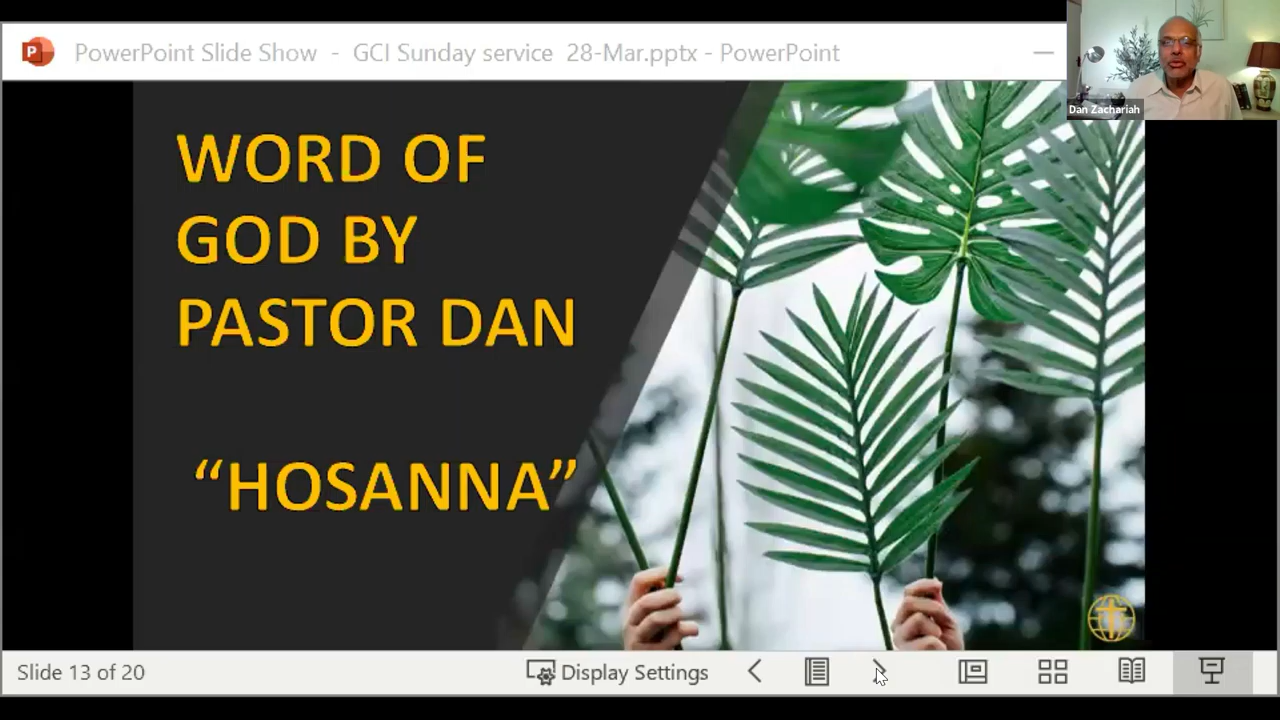 PowerPoint Slide Show - GCI Sunday service 28-Mar.pptx - PowerPoint
Dan Zachariah
WORD OF
GOD BY
PASTOR DAN
“HOSANNA”
Slide 13 of 20
Display Settings